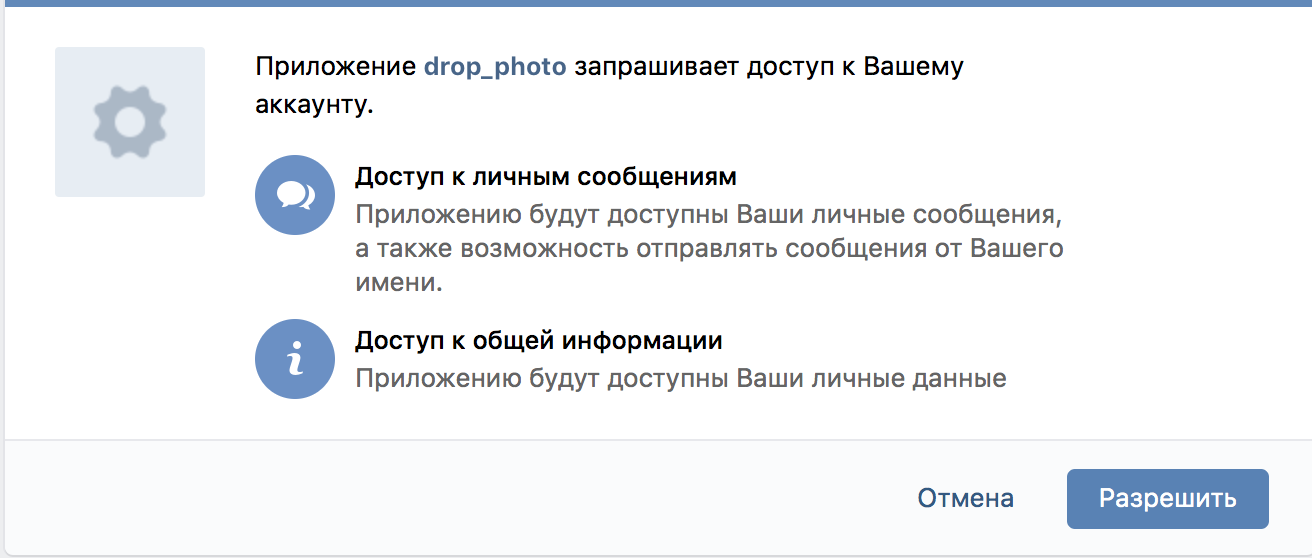 Приложение drop_photo запрашивает доступ к Вашему
аккаунту.
Доступ к личным сообщениям
Приложению будут доступны Ваши личные сообщения,
а также возможность отправлять сообщения от Вашего
имени.
Доступ к общей информации
Приложению будут доступны Ваши личные данные
Отмена
Разрешить